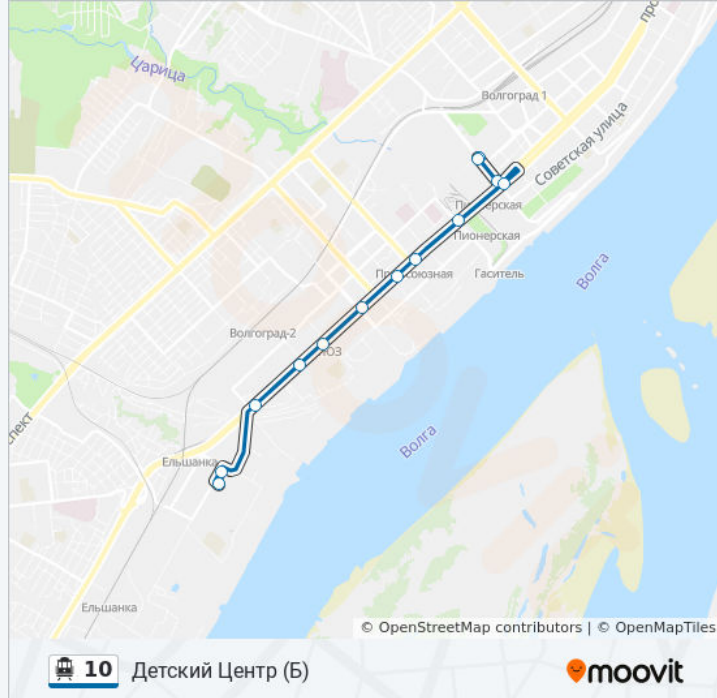 Царица
Волгоград 1
Советская улица
Пионерская
Пионерская
Профсоюзная
Гаситель
Волга
Волгоград-2
ЮЗ
Волга
Ельшанка
Ельшанка
© OpenStreetMap contributors | © OpenMapTiles
10 Детский Центр (Б)
moovit